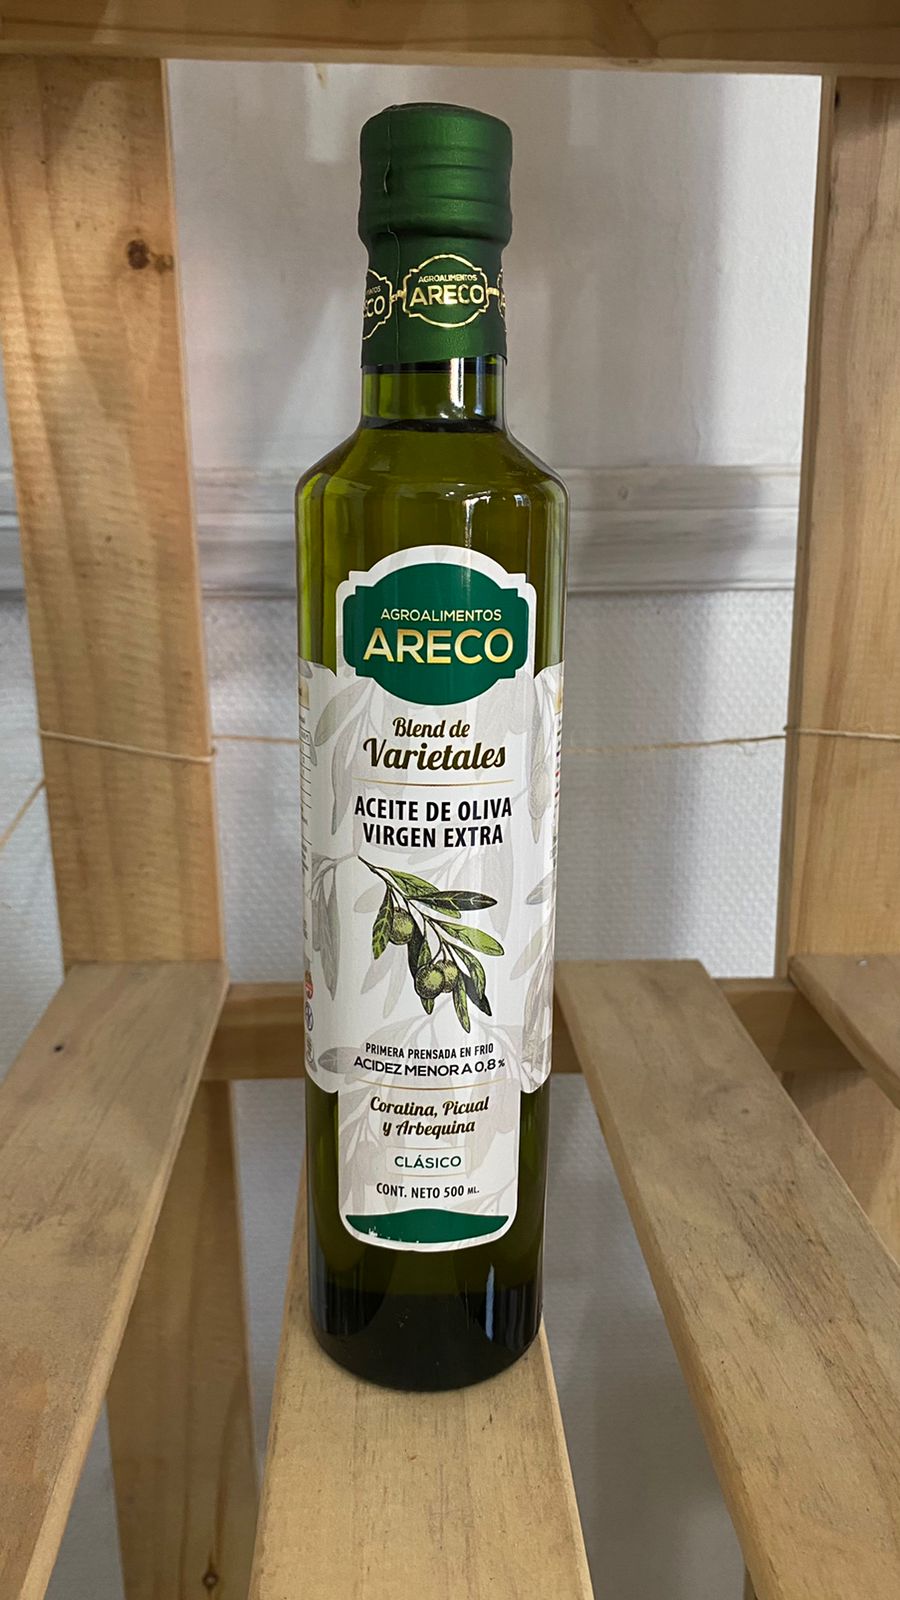 AGROALIMENTOS
ARECO
AGROALIMENTOS
ARECO
Blend de
Varietales
ACEITE DE OLIVA
VIRGEN EXTRA
PRIMERA PRENSADA EN FRIO
ACIDEZ MENOR A 0,8 %
Coratina, Picual
y Arbequina
CLÁSICO
CONT. NETO 500 ML.